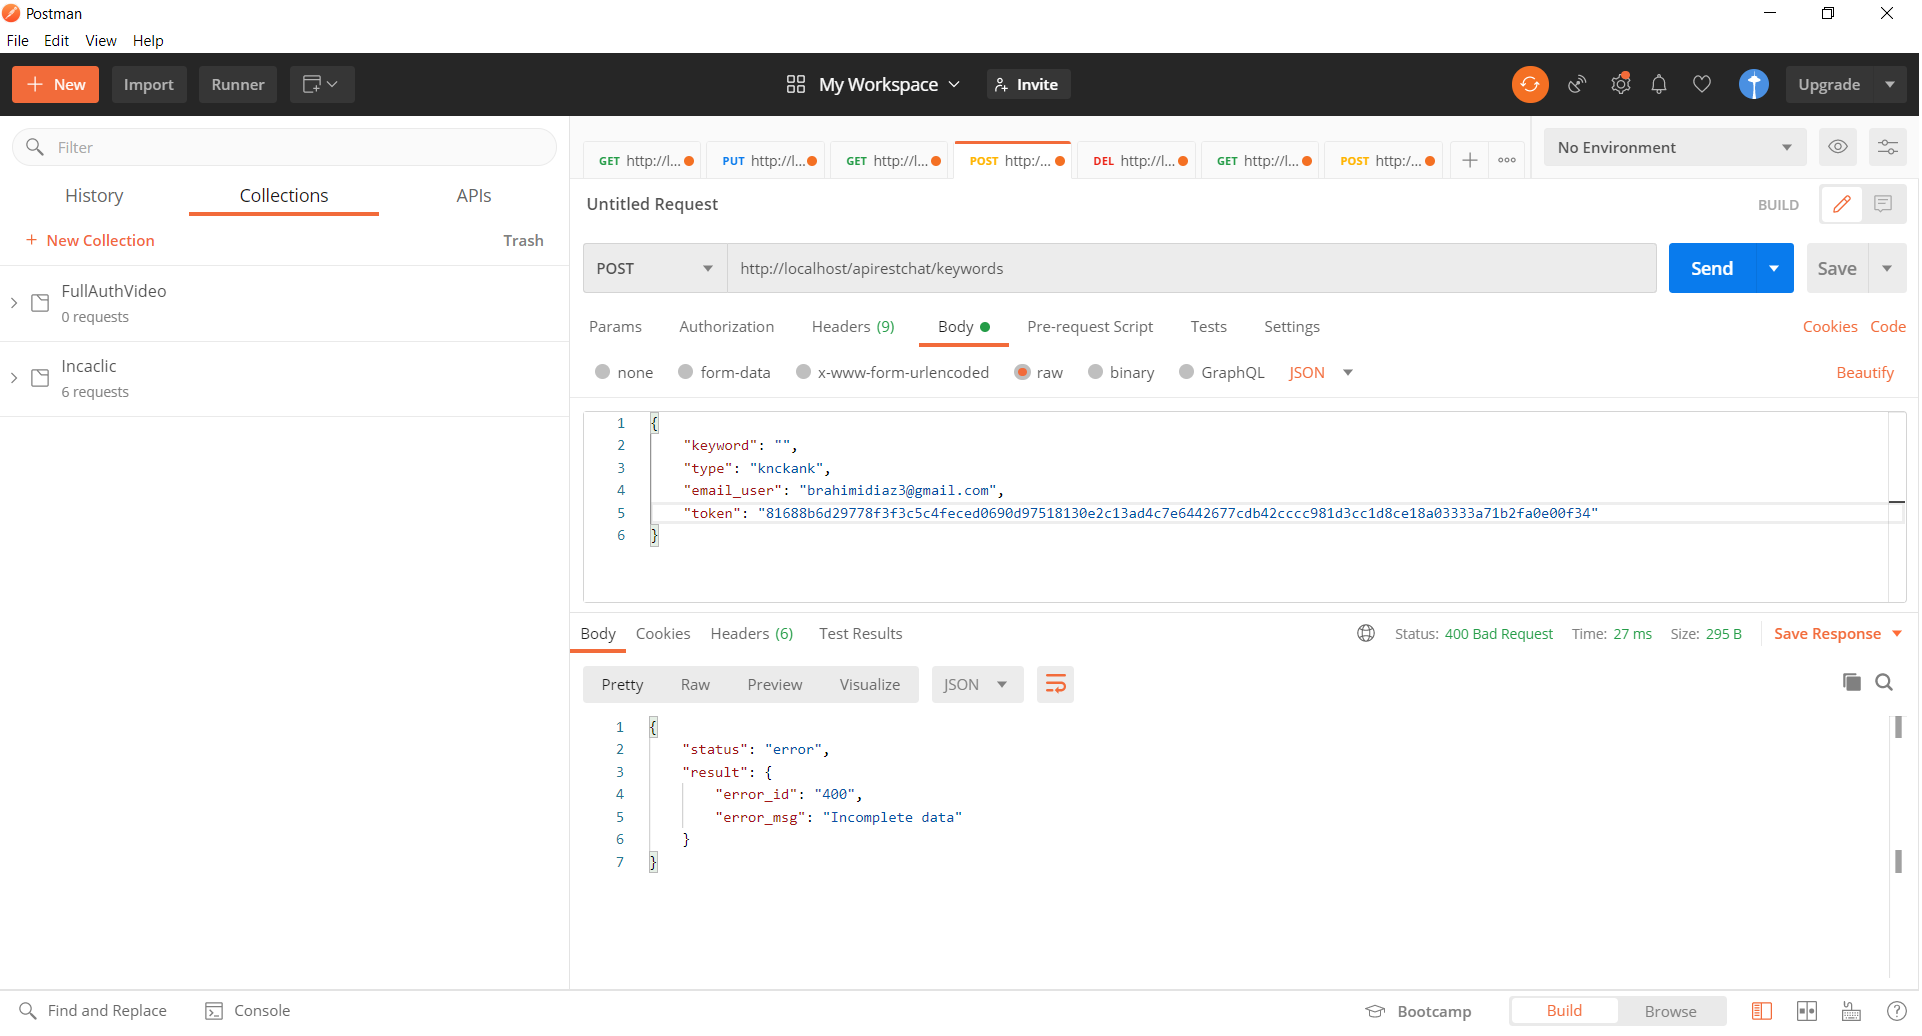 Postman
File Edit View Help
New Import Runner My Workspace Invite Upgrade
Filter
History Collections APIs
New Collection Trash
FullAuthVideo
0 requests
Incaclic
6 requests
GET http://l... PUT http://l... GET http://l... POST http:/... DEL http://l... GET http://l... POST http:/... No Environment
Untitled Request BUILD
POST http://localhost/apirestchat/keywords Send Save
Params Authorization Headers (9) Body Pre-request Script Tests Settings Cookies Code
none form-data x-www-form-urlencoded raw binary GraphQL JSON Beautify
1 {
2 "keyword": "",
3 "type": "knckank",
4 "email_user": "brahimidiaz3@gmail.com",
5 "token": "81688b6d29778f3f3c5c4feced0690d97518130e2c13ad4c7e6442677cdb42cccc981d3cc1d8ce18a03333a71b2fa0e00f34"
6 }
Body Cookies Headers (6) Test Results Status: 400 Bad Request Time: 27 ms Size: 295 B Save Response
Pretty Raw Preview Visualize JSON
1 {
2 "status": "error",
3 "result": {
4 "error_id": "400",
5 "error_msg": "Incomplete data"
6 }
7 }
Find and Replace Console Bootcamp Build Browse